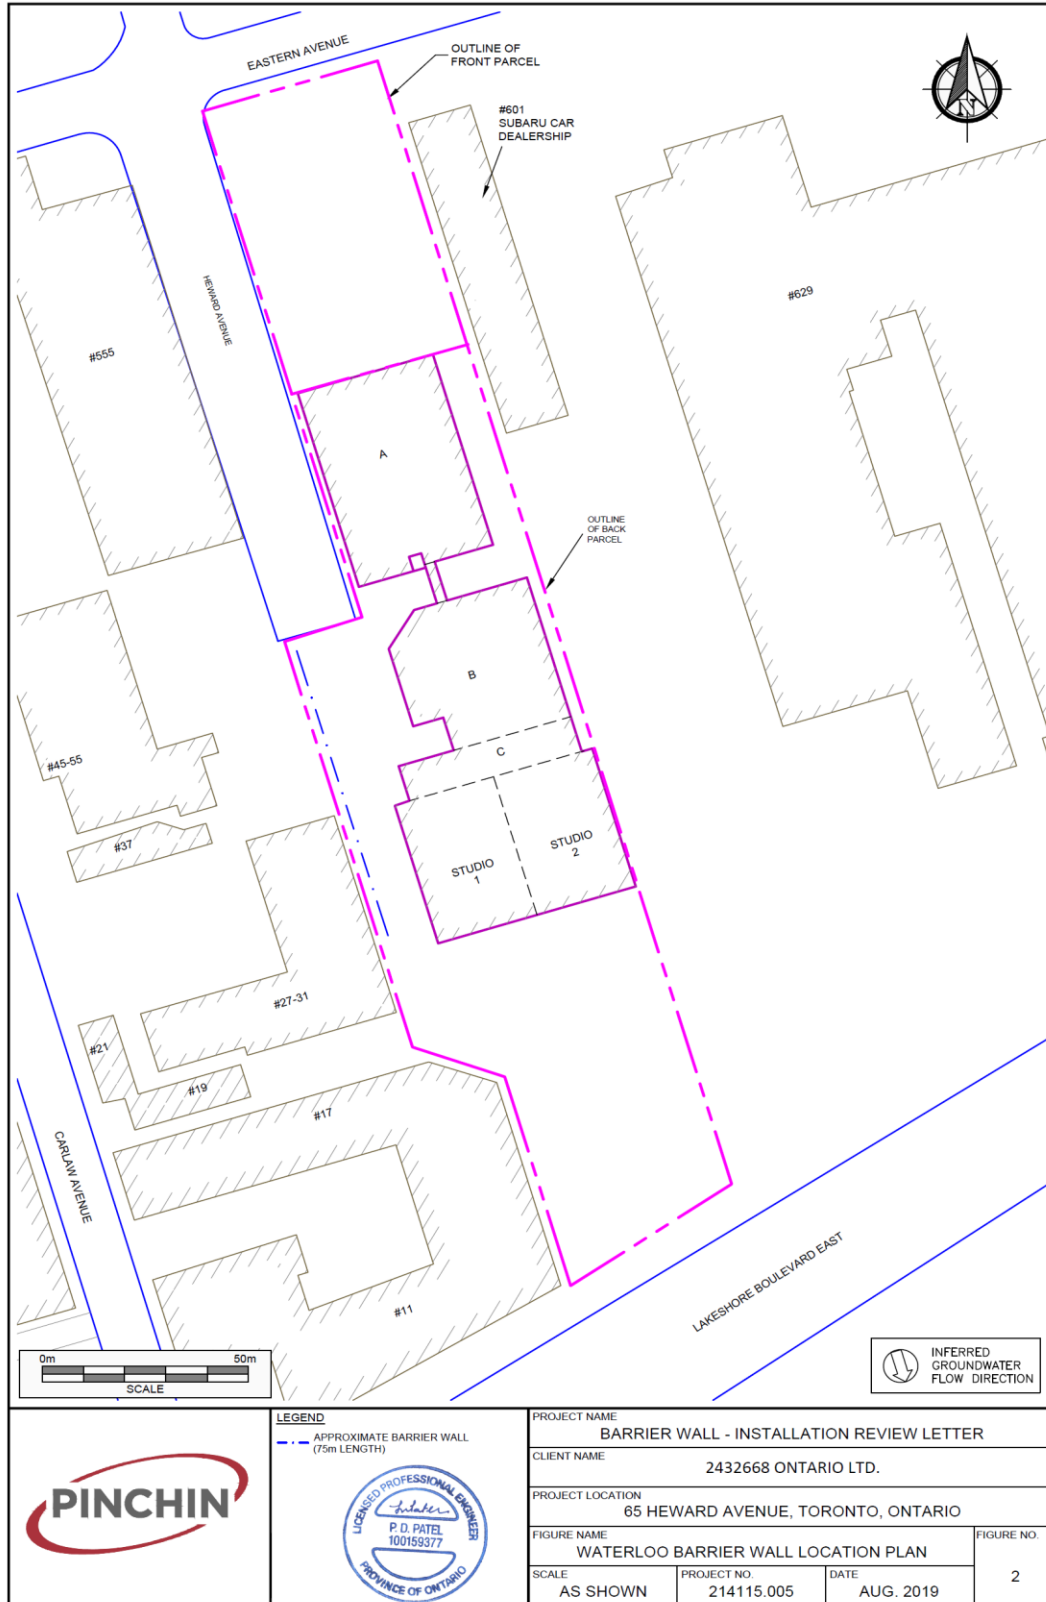 EASTERN AVENUE
OUTLINE OF
FRONT PARCEL
#601
SUBARU CAR
DEALERSHIP
N
HEWARD AVENUE
#629
#555
A
OUTLINE
OF BACK
PARCEL
B
C
#45-55
#37
STUDIO
1
STUDIO
2
#27-31
#21
#19
#17
CARLAW AVENUE
#11
LAKESHORE BOULEVARD EAST
0m 50m
SCALE
INFERRED
GROUNDWATER
FLOW DIRECTION
PINCHIN
LEGEND
APPROXIMATE BARRIER WALL
(75m LENGTH)
LICENSED PROFESSIONAL ENGINEER
P. D. PATEL
100159377
PROVINCE OF ONTARIO
PROJECT NAME
BARRIER WALL - INSTALLATION REVIEW LETTER
CLIENT NAME
2432668 ONTARIO LTD.
PROJECT LOCATION
65 HEWARD AVENUE, TORONTO, ONTARIO
FIGURE NAME
WATERLOO BARRIER WALL LOCATION PLAN
FIGURE NO.
2
SCALE
AS SHOWN
PROJECT NO.
214115.005
DATE
AUG. 2019